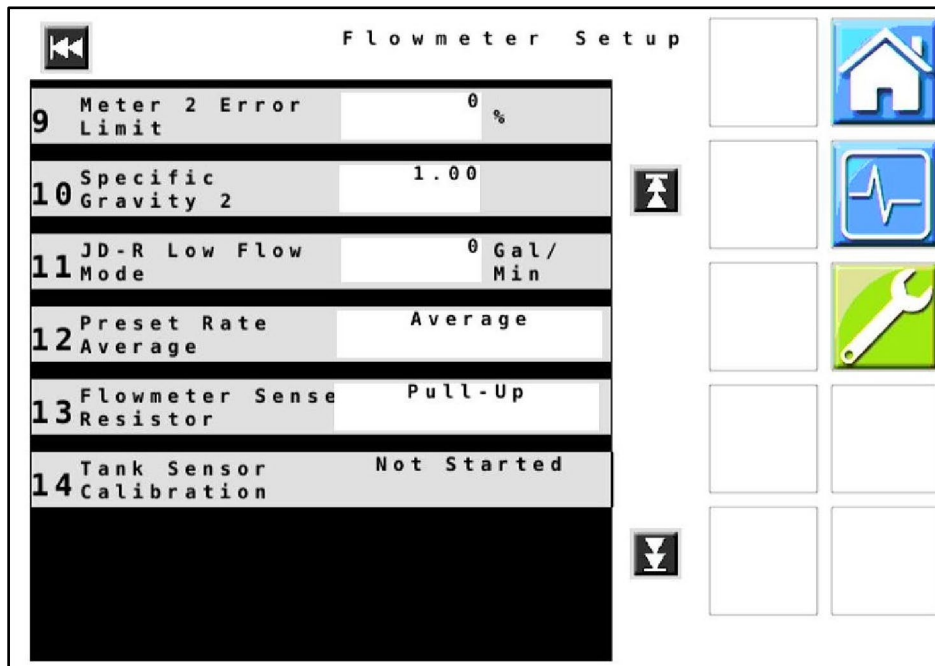 Flowmeter Setup
9 Meter 2 Error Limit 0 %
10 Specific Gravity 2 1.00
11 JD-R Low Flow Mode 0 Gal/Min
12 Preset Rate Average Average
13 Flowmeter Sense Resistor Pull-Up
14 Tank Sensor Calibration Not Started